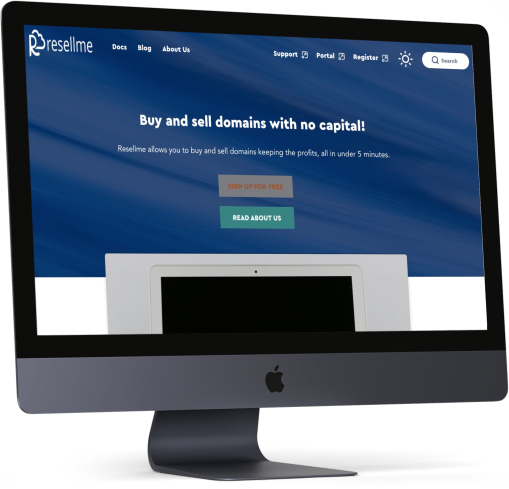 resellme
Docs Blog About Us
Support Portal Register
Search
Buy and sell domains with no capital!
Resellme allows you to buy and sell domains keeping the profits, all in under 5 minutes.
SIGN UP FOR FREE
READ ABOUT US